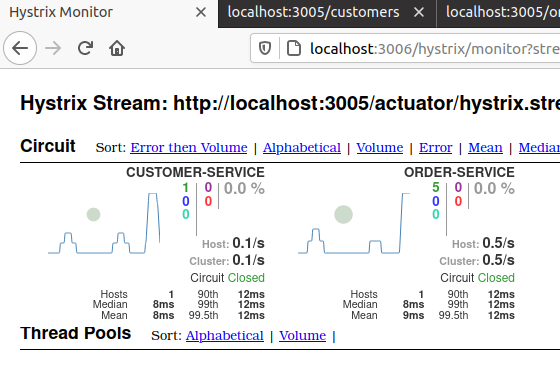 Hystrix Monitor × localhost:3005/customers × localhost:3005/o
localhost:3006/hystrix/monitor?stre
Hystrix Stream: http://localhost:3005/actuator/hystrix.stre
Circuit Sort: Error then Volume | Alphabetical | Volume | Error | Mean | Median
CUSTOMER-SERVICE ORDER-SERVICE
1 0 0.0 % 5 0 0.0 %
0 0 0 0
0 0
Host: 0.1/s Host: 0.5/s
Cluster: 0.1/s Cluster: 0.5/s
Circuit Closed Circuit Closed
Hosts 1 90th 12ms Hosts 1 90th 12ms
Median 8ms 99th 12ms Median 8ms 99th 12ms
Mean 8ms 99.5th 12ms Mean 9ms 99.5th 12ms
Thread Pools Sort: Alphabetical | Volume |